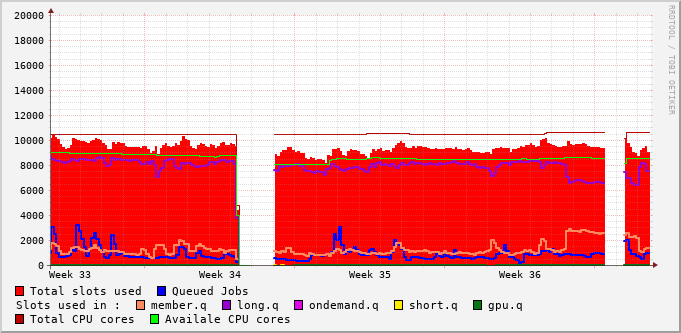 20000
18000
16000
14000
12000
10000
8000
6000
4000
2000
0
Week 33 Week 34 Week 35 Week 36
Total slots used Queued Jobs
Slots used in : member.q long.q ondemand.q short.q gpu.q
Total CPU cores Availale CPU cores
RRDTOOL / TOBI OETIKER